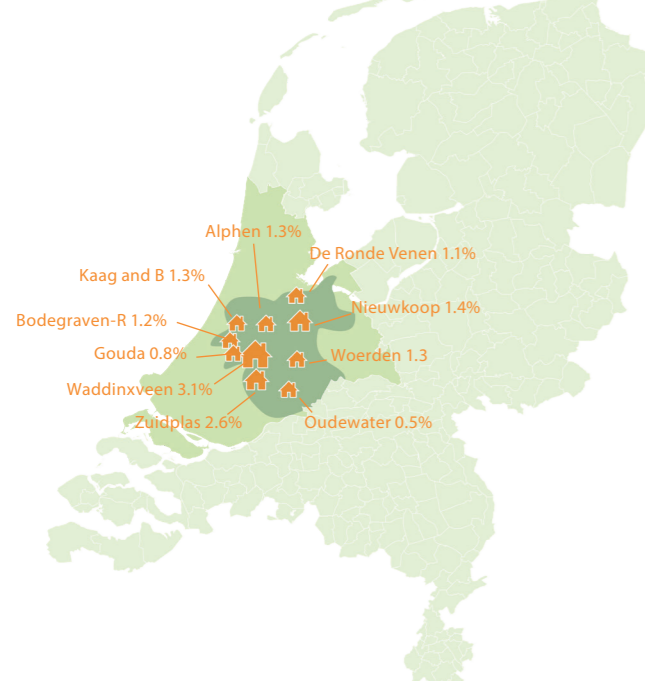 Alphen 1.3%
De Ronde Venen 1.1%
Kaag and B 1.3%
Nieuwkoop 1.4%
Bodegraven-R 1.2%
Gouda 0.8%
Woerden 1.3
Waddinxveen 3.1%
Zuidplas 2.6%
Oudewater 0.5%